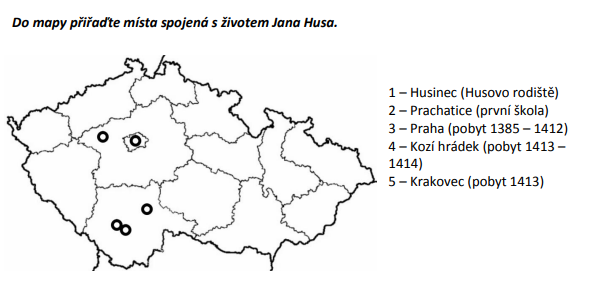 Do mapy přiřaďte místa spojená s životem Jana Husa.
1 – Husinec (Husovo rodiště)
2 – Prachatice (první škola)
3 – Praha (pobyt 1385 – 1412)
4 – Kozí hrádek (pobyt 1413 –
1414)
5 – Krakovec (pobyt 1413)